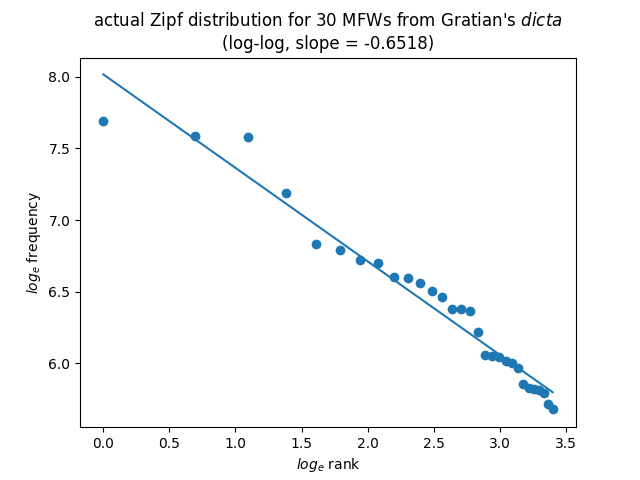 actual Zipf distribution for 30 MFWs from Gratian's dicta
(log-log, slope = -0.6518)
8.0
7.5
7.0
6.5
6.0
logₑ frequency
0.0 0.5 1.0 1.5 2.0 2.5 3.0 3.5
logₑ rank